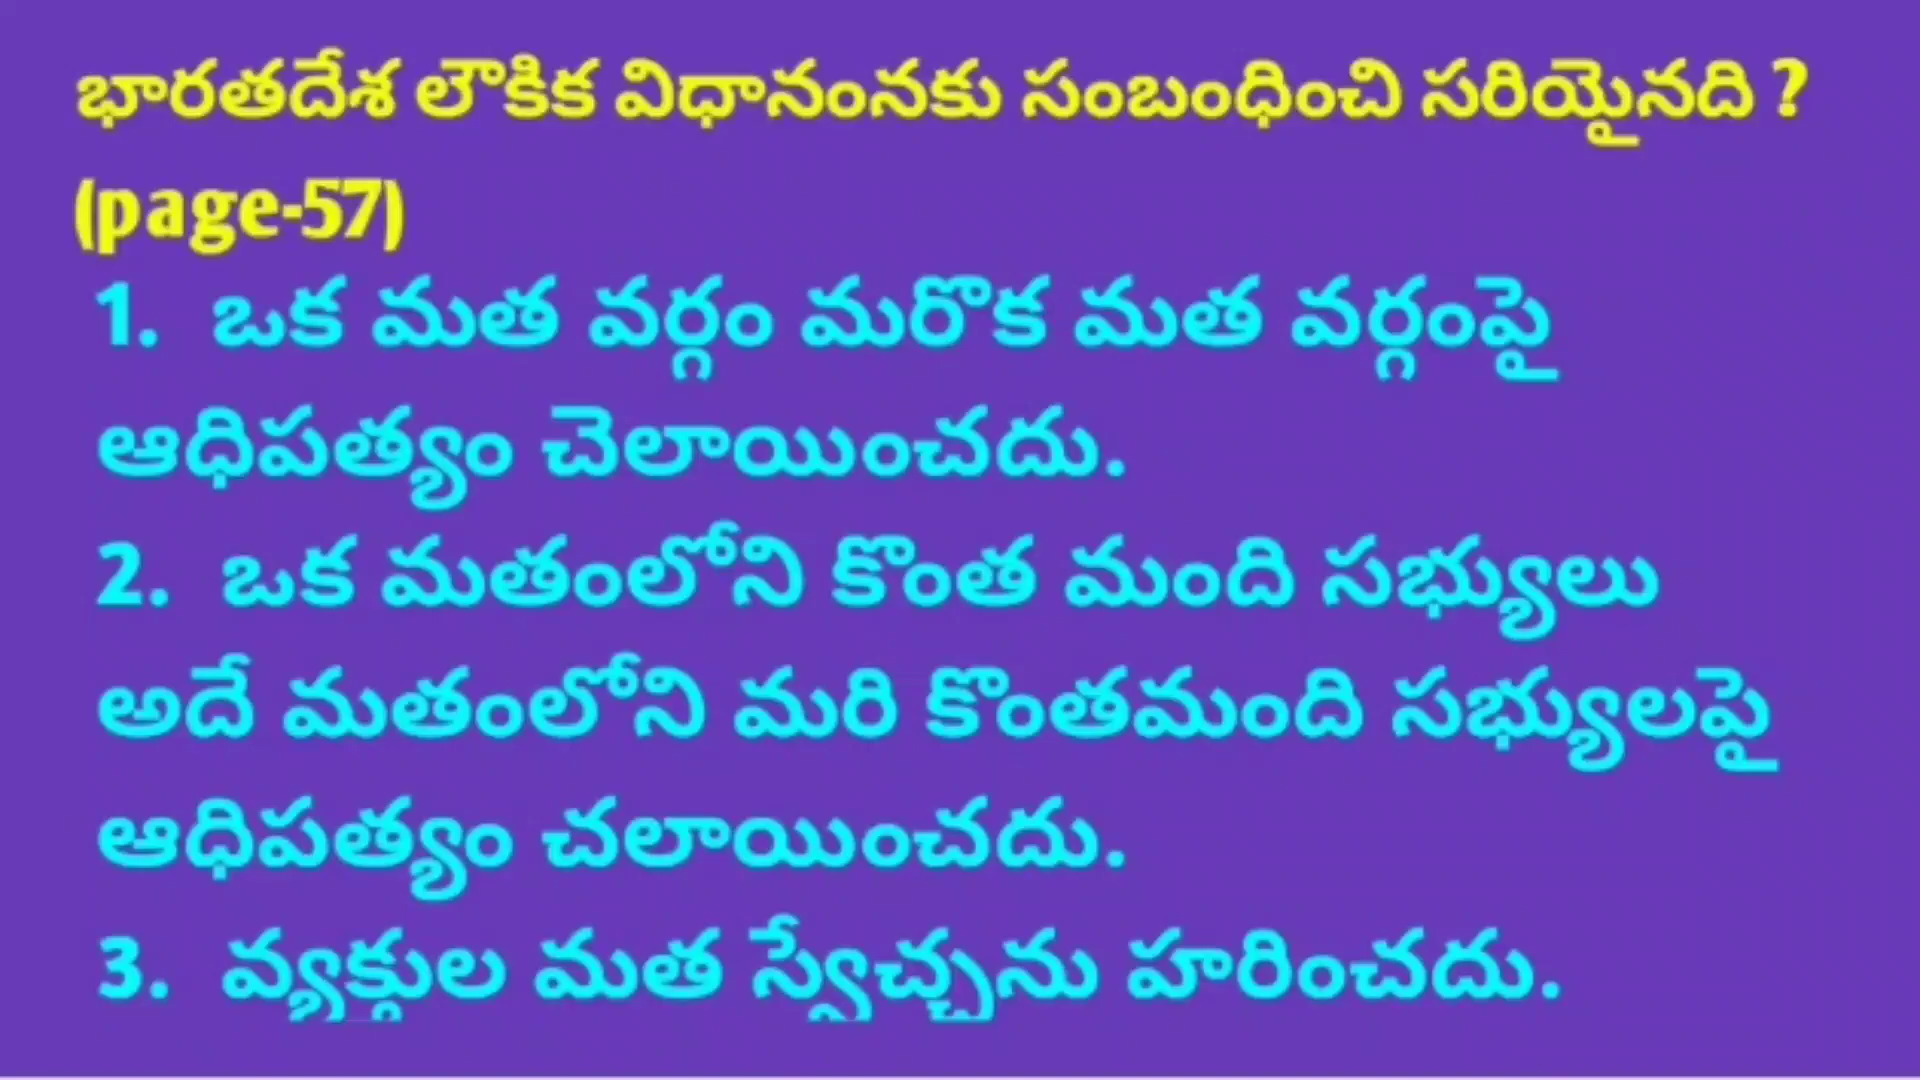 భారతదేశ లౌకిక విధానంనకు సంబంధించి సరియైనది ?
(page-57)
1. ఒక మత వర్గం మరొక మత వర్గంపై
ఆధిపత్యం చెలాయించదు.
2. ఒక మతంలోని కొంత మంది సభ్యులు
అదే మతంలోని మరి కొంతమంది సభ్యులపై
ఆధిపత్యం చలాయించదు.
3. వ్యక్తుల మత స్వేచ్చను హరించదు.